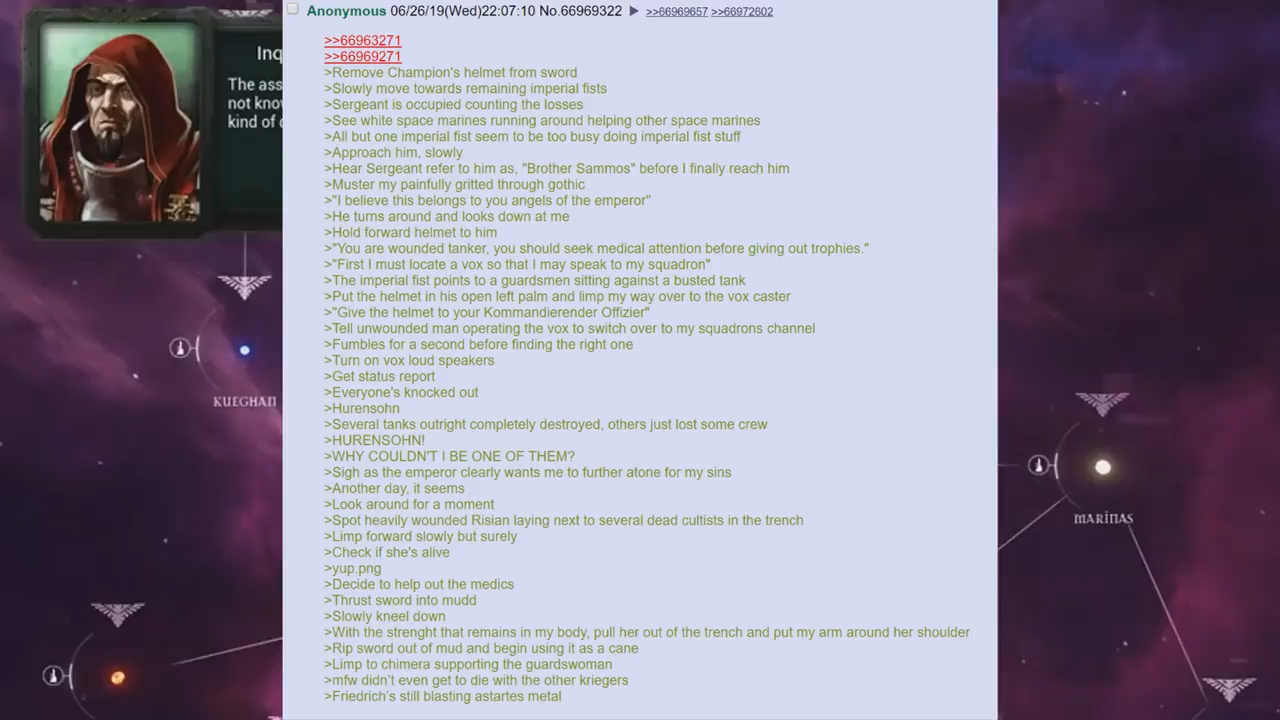 Anonymous 06/26/19(Wed)22:07:10 No.66969322 ▶ >>66969657 >>66972602
Inq
The ass
not know
kind of
>>66963271
>>66969271
>Remove Champion's helmet from sword
>Slowly move towards remaining imperial fists
>Sergeant is occupied counting the losses
>See white space marines running around helping other space marines
>All but one imperial fist seem to be too busy doing imperial fist stuff
>Approach him, slowly
>Hear Sergeant refer to him as, "Brother Sammos" before I finally reach him
>Muster my painfully gritted through gothic
>"I believe this belongs to you angels of the emperor"
>He turns around and looks down at me
>Hold forward helmet to him
>"You are wounded tanker, you should seek medical attention before giving out trophies."
>"First I must locate a vox so that I may speak to my squadron"
>The imperial fist points to a guardsmen sitting against a busted tank
>Put the helmet in his open left palm and limp my way over to the vox caster
>"Give the helmet to your Kommandierender Offizier"
>Tell unwounded man operating the vox to switch over to my squadrons channel
>Fumbles for a second before finding the right one
>Turn on vox loud speakers
>Get status report
>Everyone's knocked out
>Hurensohn
>Several tanks outright completely destroyed, others just lost some crew
>HURENSOHN!
>WHY COULDN'T I BE ONE OF THEM?
>Sigh as the emperor clearly wants me to further atone for my sins
>Another day, it seems
>Look around for a moment
>Spot heavily wounded Risian laying next to several dead cultists in the trench
>Limp forward slowly but surely
>Check if she's alive
>yup.png
>Decide to help out the medics
>Thrust sword into mudd
>Slowly kneel down
>With the strenght that remains in my body, pull her out of the trench and put my arm around her shoulder
>Rip sword out of mud and begin using it as a cane
>Limp to chimera supporting the guardswoman
>mfw didn't even get to die with the other kriegers
>Friedrich's still blasting astartes metal
KUEGHAN
MARINAS